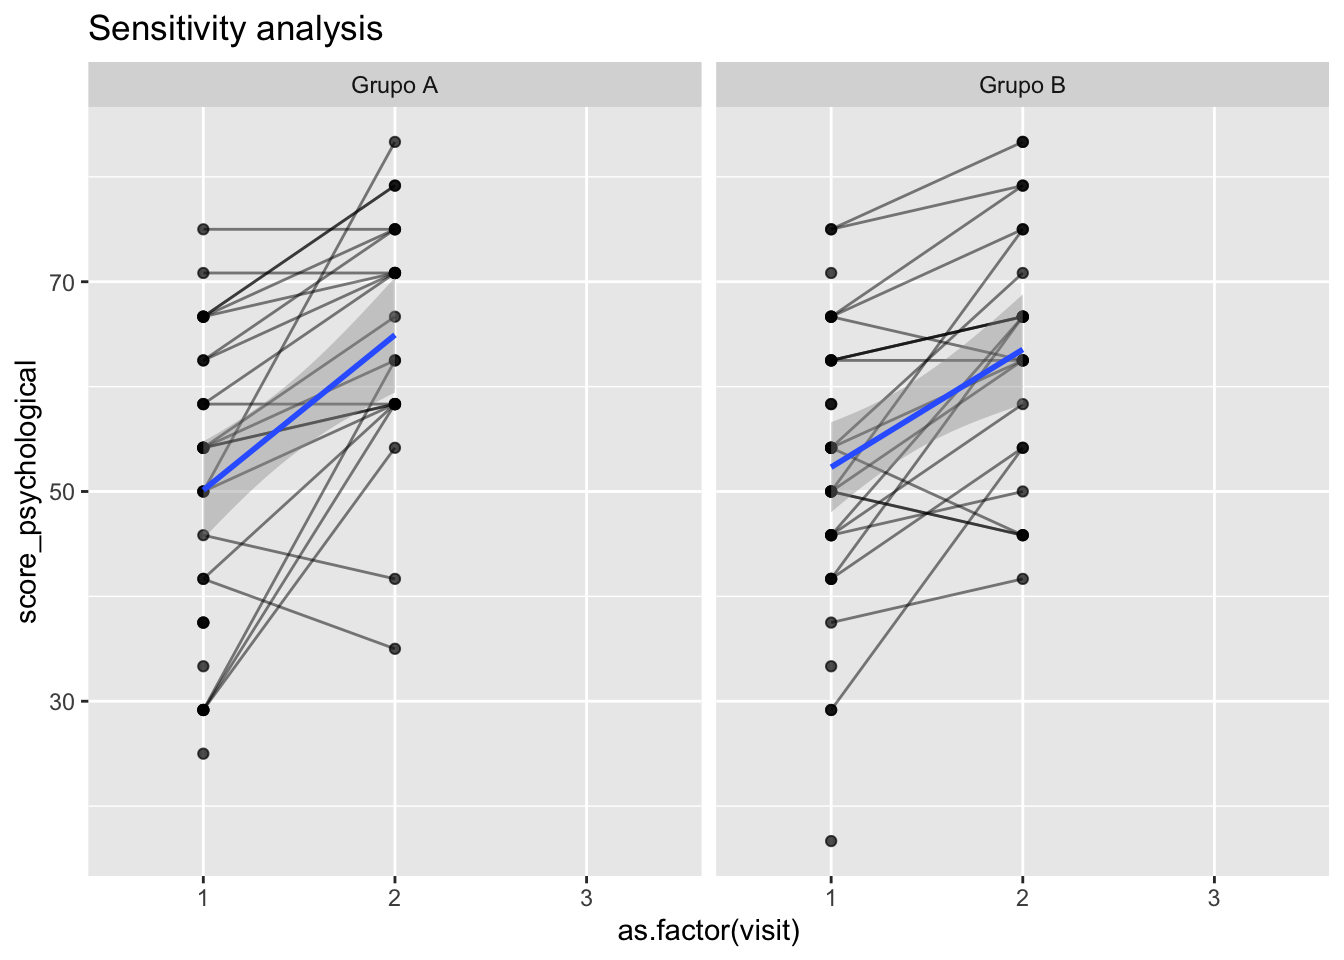 Sensitivity analysis
Grupo A
Grupo B
score_psychological
70
50
30
1
2
3
1
2
3
as.factor(visit)